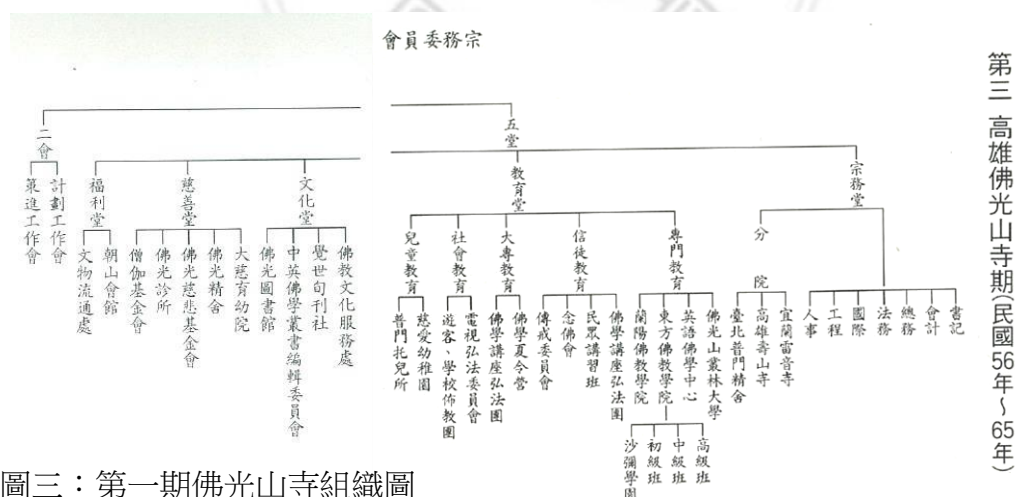 會員委務宗
第三 高雄佛光山寺期(民國56年～65年)
五堂
二會
宗務堂
教育堂
文化堂
慈善堂
福利堂
計劃工作會
策進工作會
書記
會計
總務
法務
國際
工程
人事
分院
宜蘭雷音寺
高雄壽山寺
臺北普門精舍
專門教育
信徒教育
大專教育
社會教育
兒童教育
佛光山叢林大學
英語佛學中心
東方佛教學院
蘭陽佛教學院
高級班
中級班
初級班
沙彌學園
佛學講座弘法團
民眾講習班
念佛會
傳戒委員會
佛學夏令營
佛學講座弘法團
電視弘法委員會
遊客、學校佈教團
慈愛幼稚園
普門托兒所
佛教文化服務處
覺世旬刊社
中英佛學叢書編輯委員會
佛光圖書館
大慈育幼院
佛光精舍
佛光慈悲基金會
佛光診所
僧伽基金會
朝山會館
文物流通處
圖三：第一期佛光山寺組織圖